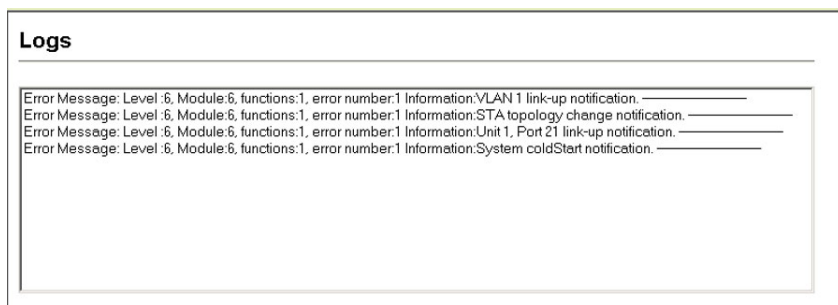 Logs
Error Message: Level :6, Module:6, functions:1, error number:1 Information:VLAN 1 link-up notification.
Error Message: Level :6, Module:6, functions:1, error number:1 Information:STA topology change notification.
Error Message: Level :6, Module:6, functions:1, error number:1 Information:Unit 1, Port 21 link-up notification.
Error Message: Level :6, Module:6, functions:1, error number:1 Information:System coldStart notification.